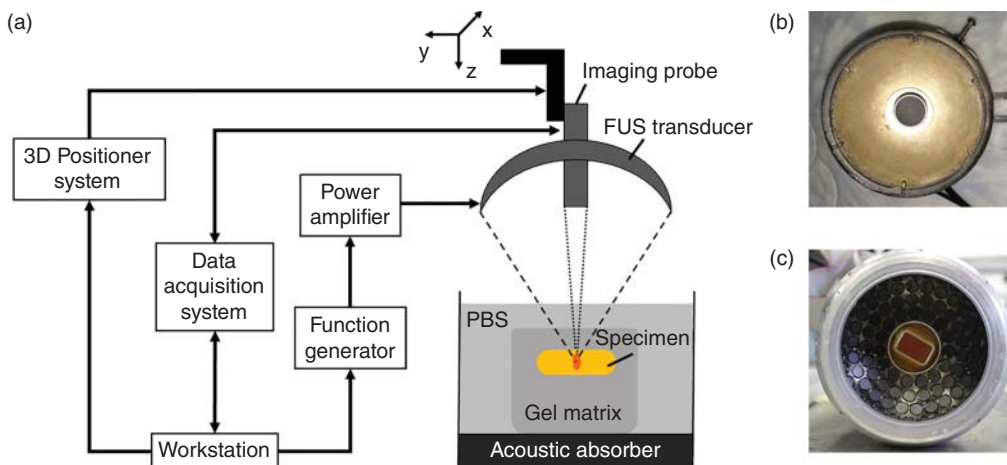 (a)
x
y
z
Imaging probe
FUS transducer
3D Positioner
system
Power
amplifier
Data
acquisition
system
Function
generator
PBS
Specimen
Gel matrix
Workstation
Acoustic absorber
(b)
(c)